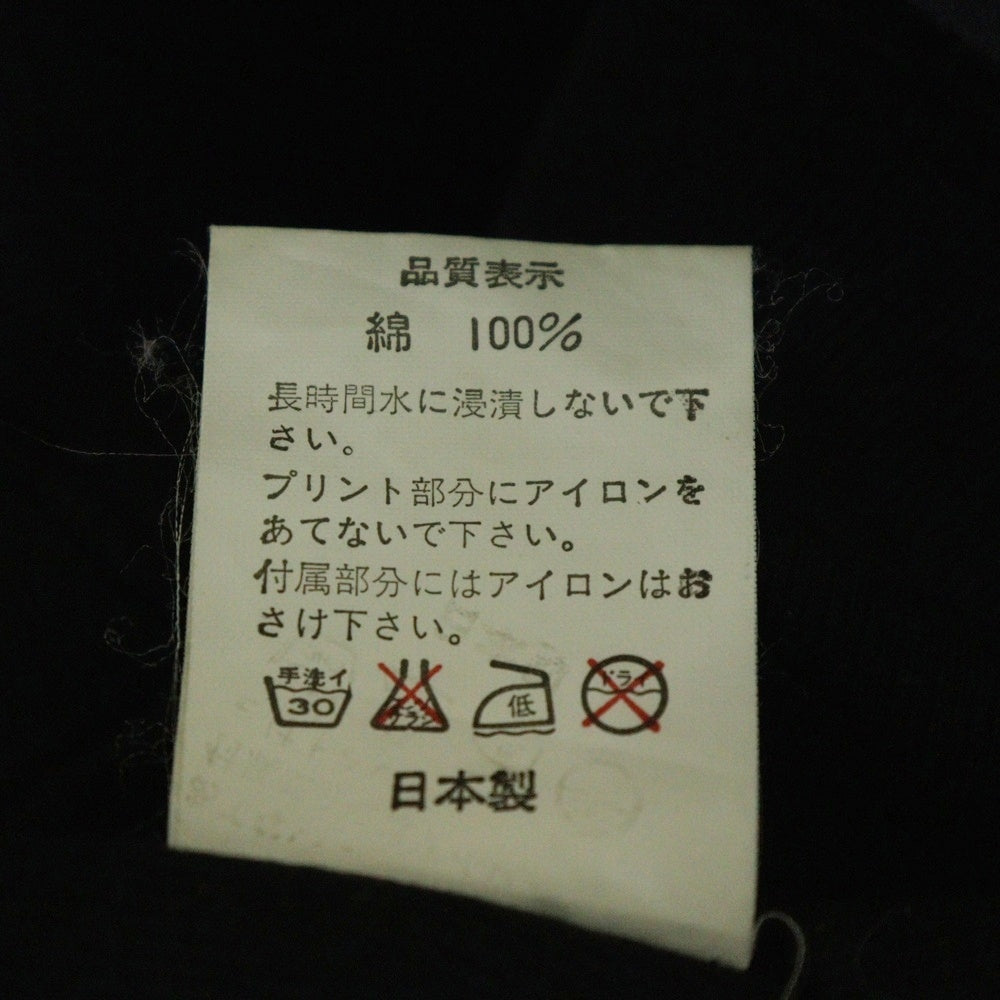 品質表示
綿 100%
長時間水に浸漬しないで下
さい。
プリント部分にアイロンを
あてないで下さい。
付属部分にはアイロンはお
さけ下さい。
手洗イ 30 低 ドライ
日本製